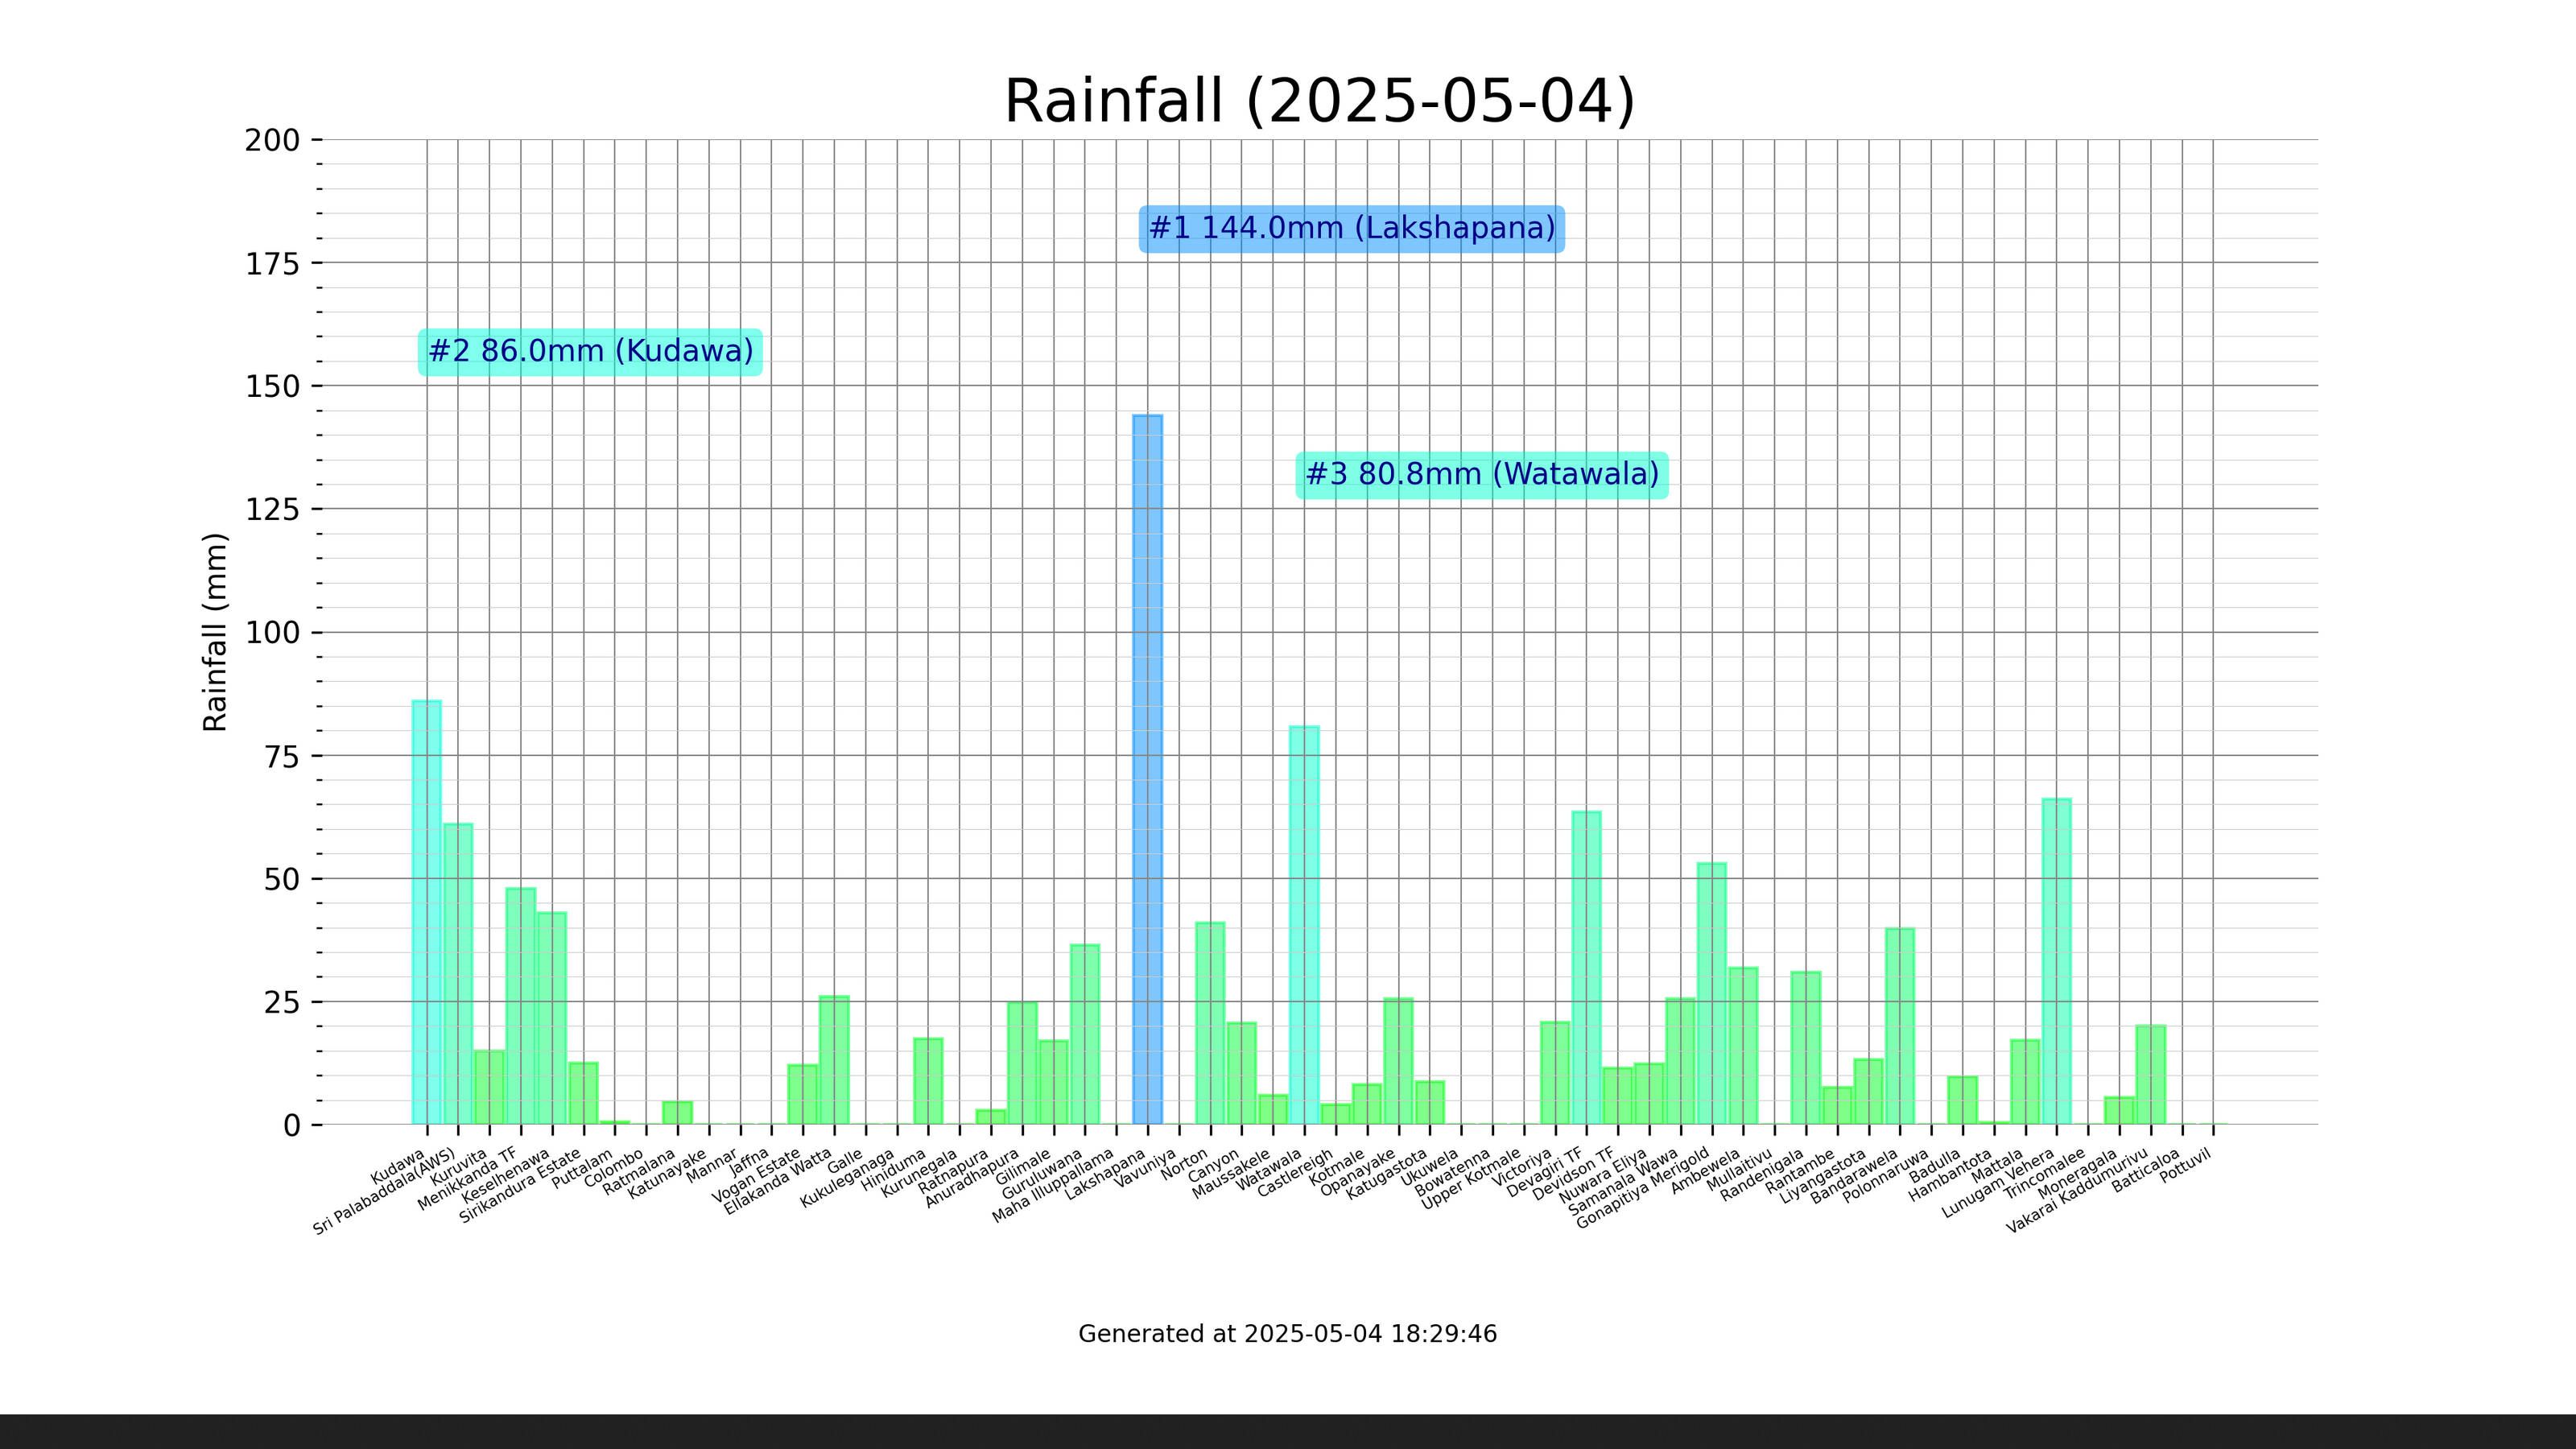 Rainfall (2025-05-04)
200
175
150
125
100
75
50
25
0
Rainfall (mm)
#1 144.0mm (Lakshapana)
#2 86.0mm (Kudawa)
#3 80.8mm (Watawala)
Kudawa
Sri Palabaddala(AWS)
Kuruvita
Menikkanda TF
Keselhenawa
Sirikandura Estate
Puttalam
Colombo
Ratmalana
Katunayake
Mannar
Jaffna
Vogan Estate
Ellakanda Watta
Galle
Kukuleganaga
Hiniduma
Kurunegala
Ratnapura
Anuradhapura
Gilimale
Guruluwana
Maha Illuppallama
Lakshapana
Vavuniya
Norton
Canyon
Maussakele
Watawala
Castlereigh
Kotmale
Opanayake
Katugastota
Ukuwela
Bowatenna
Upper Kotmale
Victoriya
Devagiri TF
Devidson TF
Nuwara Eliya
Samanala Wawa
Gonapitiya Merigold
Ambewela
Mullaitivu
Randenigala
Rantambe
Liyangastota
Bandarawela
Polonnaruwa
Badulla
Hambantota
Mattala
Lunugam Vehera
Trincomalee
Moneragala
Vakarai Kaddumurivu
Batticaloa
Pottuvil
Generated at 2025-05-04 18:29:46